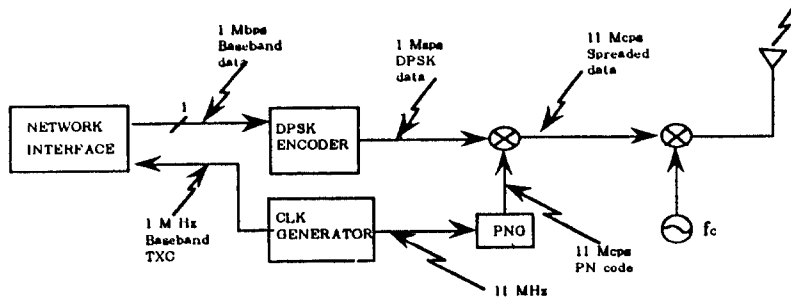 1 Mbps
Baseband
data
1 Msps
DPSK
data
11 Mcps
Spreaded
data
1
NETWORK
INTERFACE
DPSK
ENCODER
1 M Hz
Baseband
TXC
CLK
GENERATOR
PNG
11 Mcps
PN code
fc
11 MHz